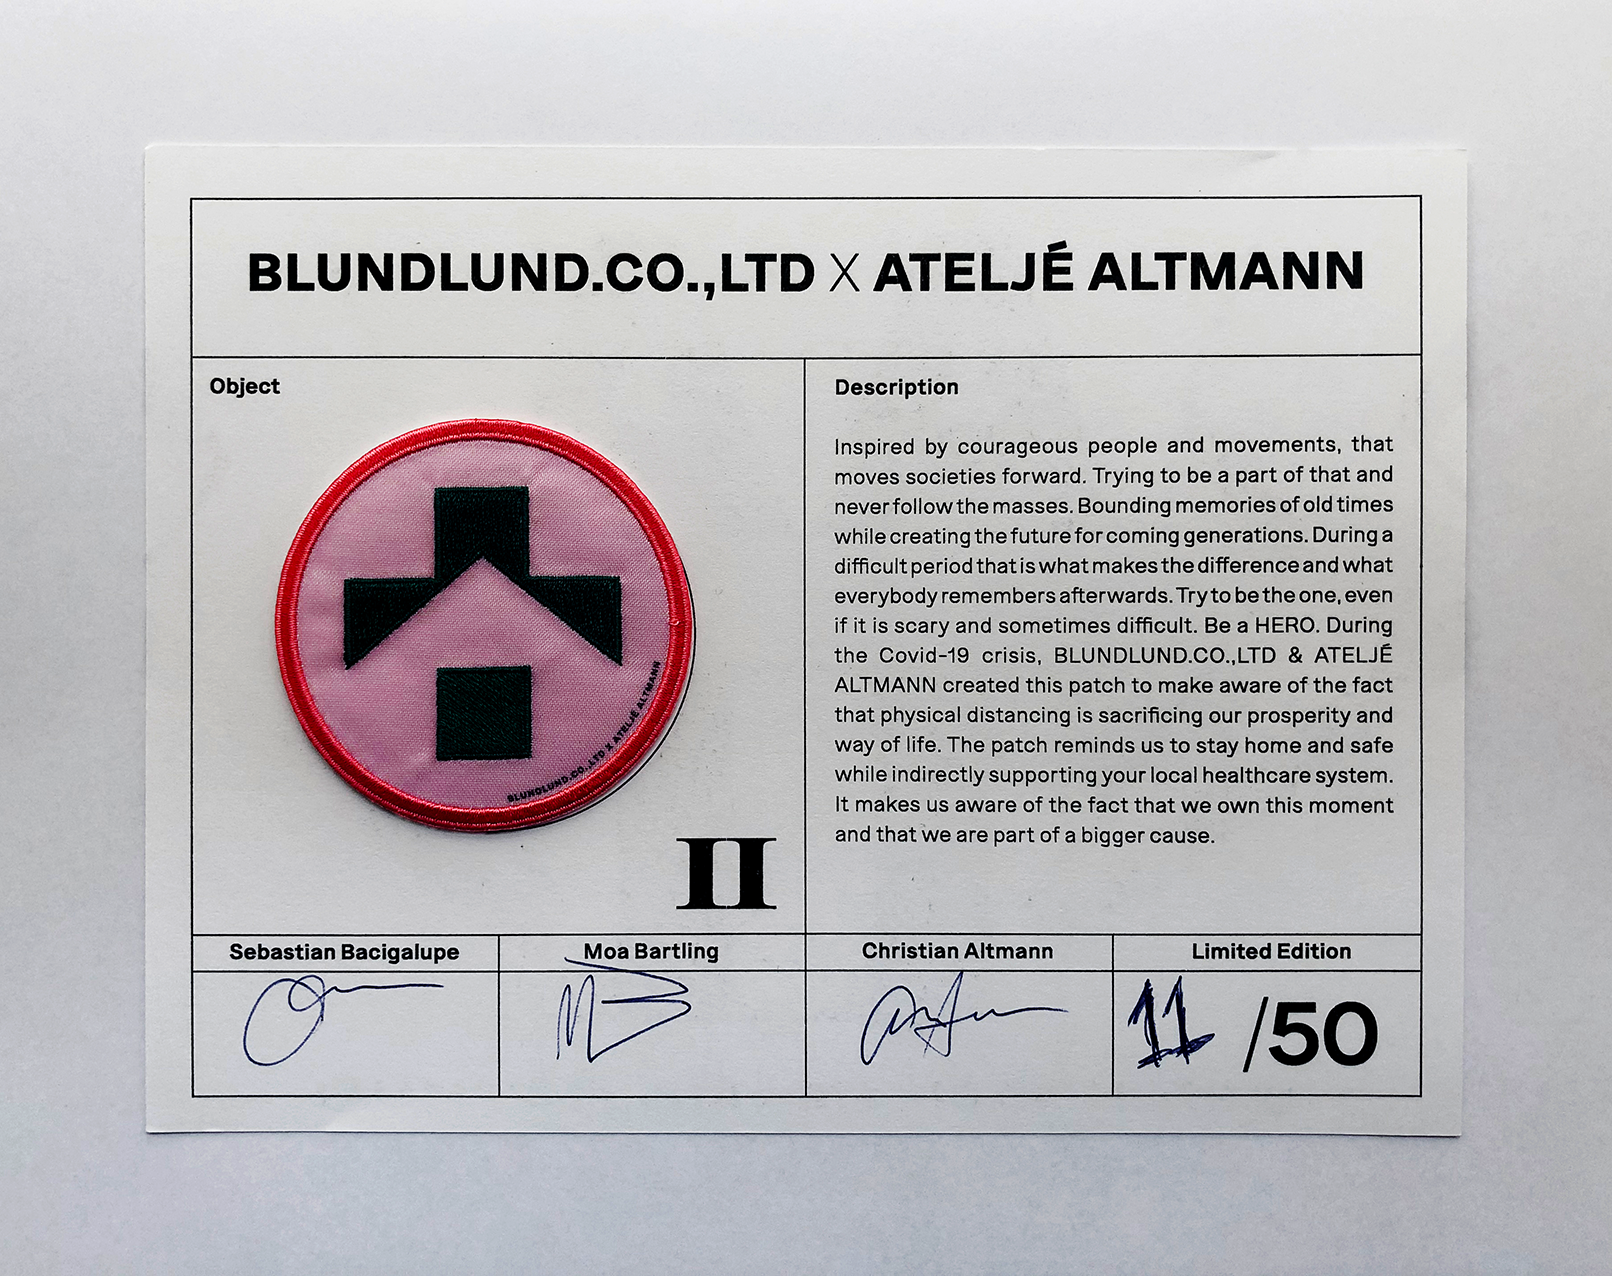 BLUNDLUND.CO.,LTD X ATELJÉ ALTMANN
Object
BLUNDLUND.CO.,LTD X ATELJÉ ALTMANN
II
Description
Inspired by courageous people and movements, that
moves societies forward. Trying to be a part of that and
never follow the masses. Bounding memories of old times
while creating the future for coming generations. During a
difficult period that is what makes the difference and what
everybody remembers afterwards. Try to be the one, even
if it is scary and sometimes difficult. Be a HERO. During
the Covid-19 crisis, BLUNDLUND.CO.,LTD & ATELJÉ
ALTMANN created this patch to make aware of the fact
that physical distancing is sacrificing our prosperity and
way of life. The patch reminds us to stay home and safe
while indirectly supporting your local healthcare system.
It makes us aware of the fact that we own this moment
and that we are part of a bigger cause.
Sebastian Bacigalupe
Moa Bartling
Christian Altmann
Limited Edition
11 /50